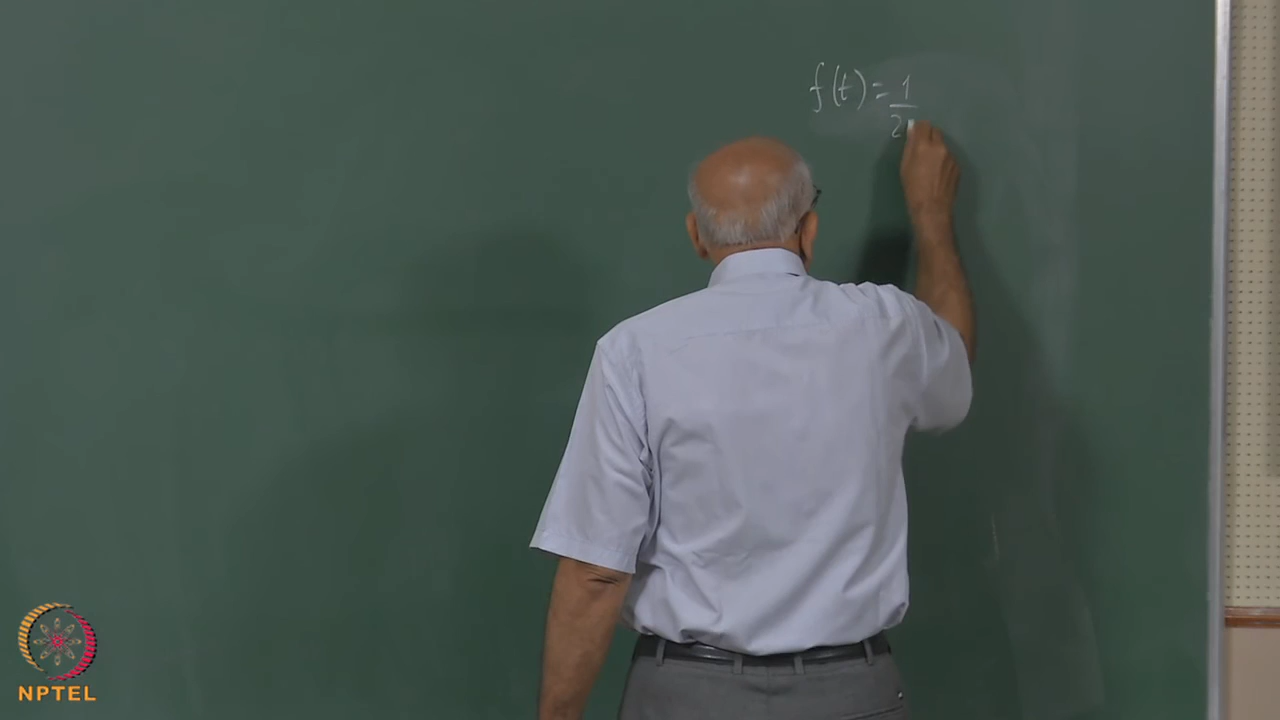 f(t) = 1/2
NPTEL